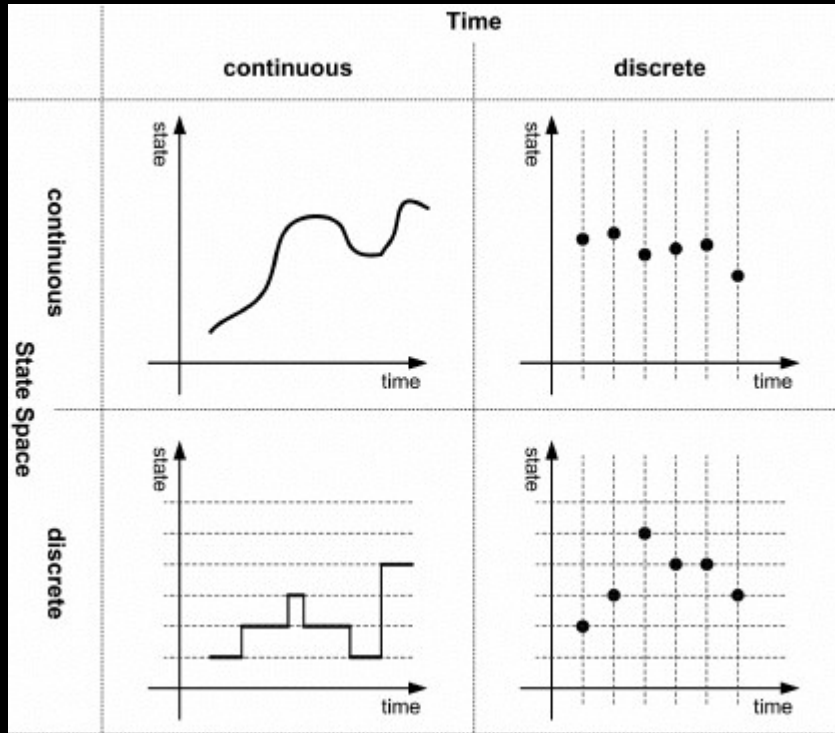 Time
continuous
discrete
State Space
continuous
state
time
state
time
discrete
state
time
state
time